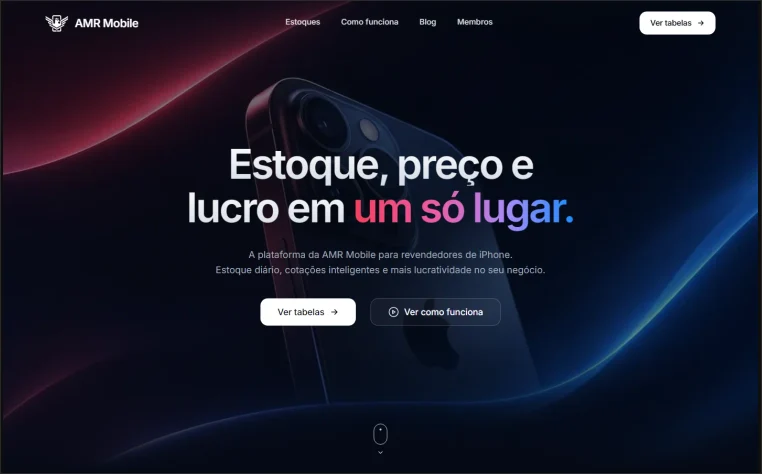 AMR Mobile
Estoques
Como funciona
Blog
Membros
Ver tabelas
Estoque, preço e
lucro em um só lugar.
A plataforma da AMR Mobile para revendedores de iPhone.
Estoque diário, cotações inteligentes e mais lucratividade no seu negócio.
Ver tabelas
Ver como funciona